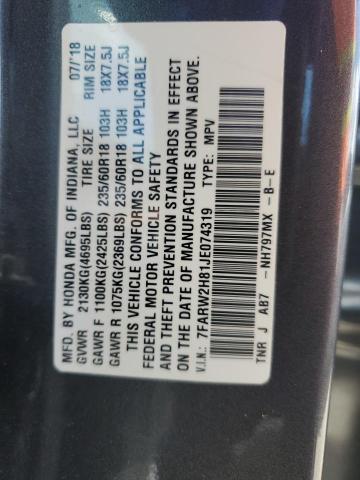 MFD. BY HONDA MFG. OF INDIANA, LLC 07/'18
GVWR 2130KG(4695LBS) TIRE SIZE RIM SIZE
GAWR F 1100KG(2425LBS) 235/60R18 103H 18X7.5J
GAWR R 1075KG(2369LBS) 235/60R18 103H 18X7.5J
THIS VEHICLE CONFORMS TO ALL APPLICABLE
FEDERAL MOTOR VEHICLE SAFETY
AND THEFT PREVENTION STANDARDS IN EFFECT
ON THE DATE OF MANUFACTURE SHOWN ABOVE.
V.I.N.: 7FARW2H81JE074319 TYPE: MPV
TNR J AB7 -NH797MX -B-E